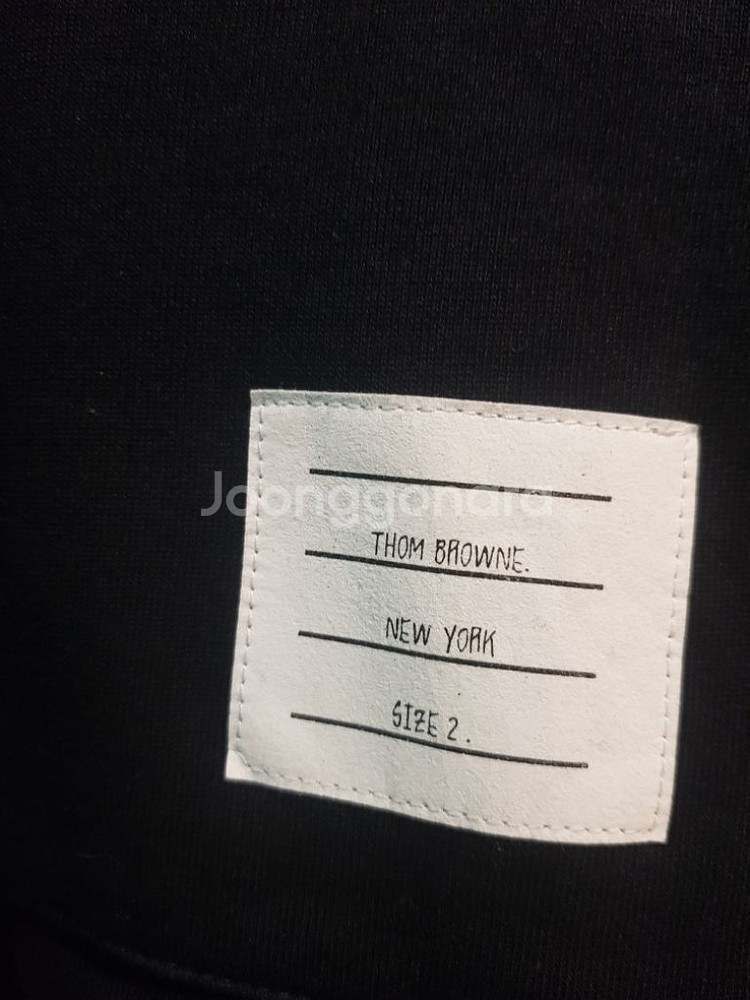 Joonggonara
THOM BROWNE.
NEW YORK
SIZE 2.